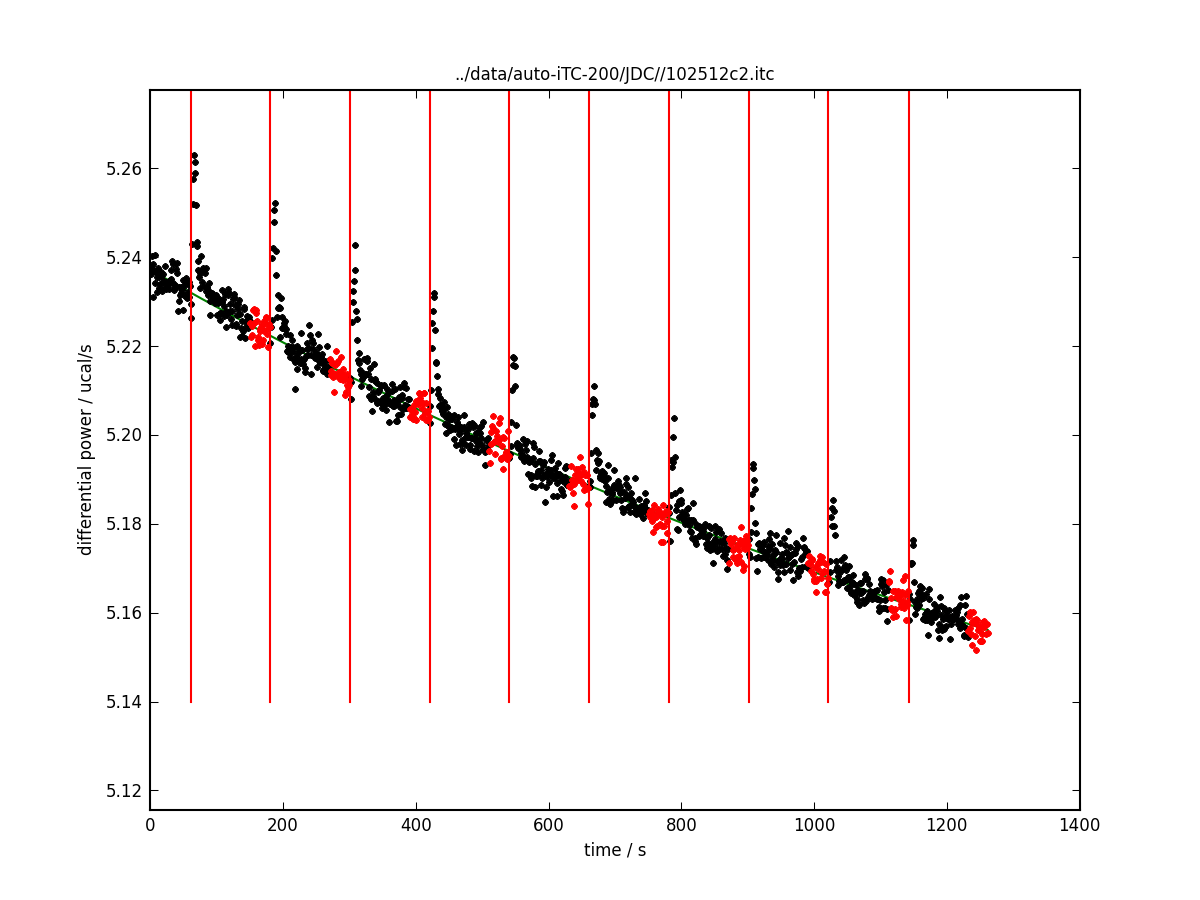 ../data/auto-iTC-200/JDC//102512c2.itc
differential power / ucal/s
5.26
5.24
5.22
5.20
5.18
5.16
5.14
5.12
0 200 400 600 800 1000 1200 1400
time / s